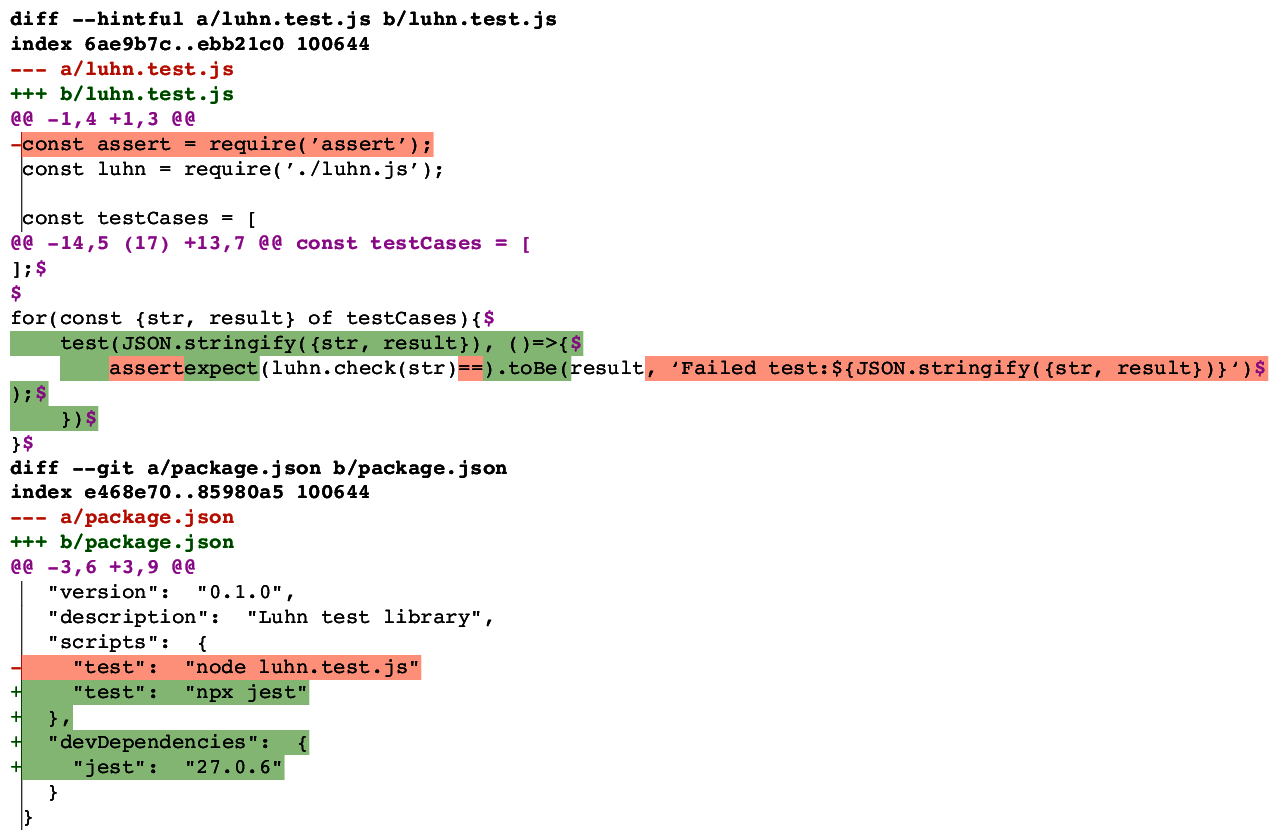 diff --hintful a/luhn.test.js b/luhn.test.js
index 6ae9b7c..ebb21c0 100644
--- a/luhn.test.js
+++ b/luhn.test.js
@@ -1,4 +1,3 @@
-const assert = require(’assert’);
 const luhn = require(’./luhn.js’);
 const testCases = [
@@ -14,5 (17) +13,7 @@ const testCases = [
];$
$
for(const {str, result} of testCases){$
    test(JSON.stringify({str, result}), ()=>{$
        assertexpect(luhn.check(str)==).toBe(result, ‘Failed test:${JSON.stringify({str, result})}‘)$
);$
    })$
}$
diff --git a/package.json b/package.json
index e468e70..85980a5 100644
--- a/package.json
+++ b/package.json
@@ -3,6 +3,9 @@
   "version":  "0.1.0",
   "description":  "Luhn test library",
   "scripts":  {
-    "test":  "node luhn.test.js"
+    "test":  "npx jest"
+  },
+  "devDependencies":  {
+    "jest":  "27.0.6"
   }
 }